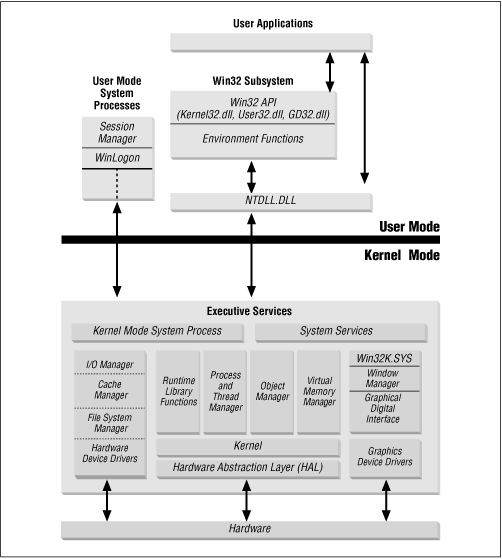 User Applications
User Mode
System
Processes
Win32 Subsystem
Session
Manager
WinLogon
Win32 API
(Kernel32.dll, User32.dll, GD32.dll)
Environment Functions
NTDLL.DLL
User Mode
Kernel Mode
Executive Services
Kernel Mode System Process
System Services
I/O Manager
Cache
Manager
File System
Manager
Hardware
Device Drivers
Runtime
Library
Functions
Process
and
Thread
Manager
Object
Manager
Virtual
Memory
Manager
Win32K.SYS
Window
Manager
Graphical
Digital
Interface
Kernel
Hardware Abstraction Layer (HAL)
Graphics
Device Drivers
Hardware